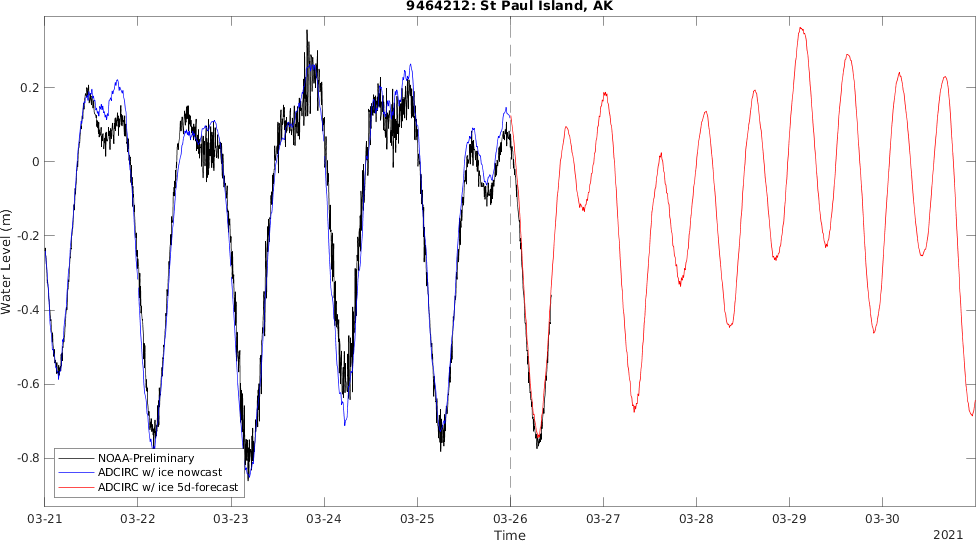 9464212: St Paul Island, AK
Water Level (m)
0.2
0
-0.2
-0.4
-0.6
-0.8
NOAA-Preliminary
ADCIRC w/ ice nowcast
ADCIRC w/ ice 5d-forecast
03-21 03-22 03-23 03-24 03-25 03-26 03-27 03-28 03-29 03-30
Time
2021